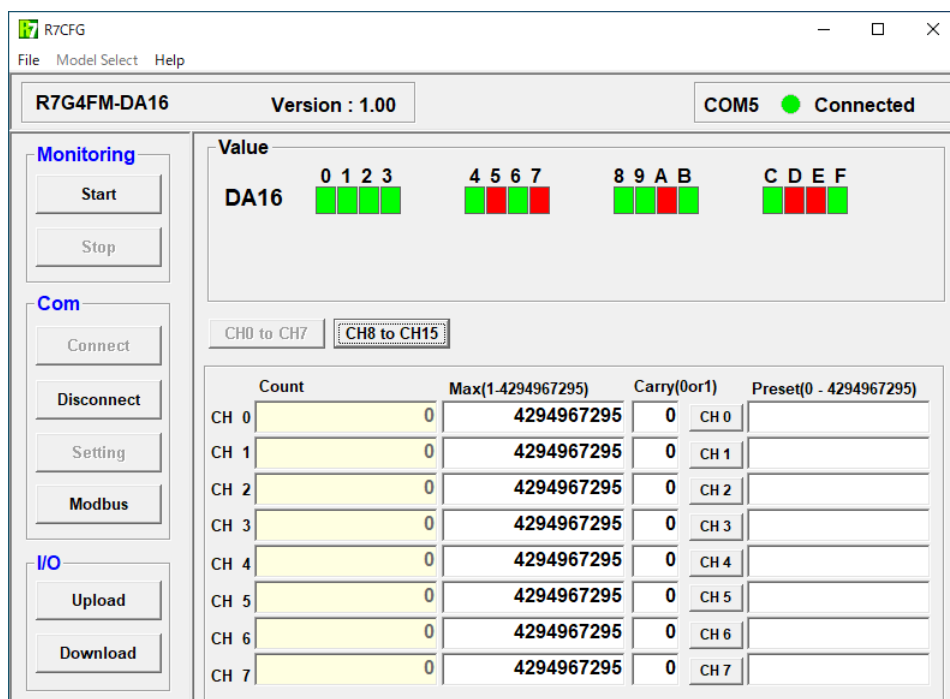 R7 R7CFG
File Model Select Help
R7G4FM-DA16 Version : 1.00 COM5 Connected
Monitoring
Start
Stop
Com
Connect
Disconnect
Setting
Modbus
I/O
Upload
Download
Value
0 1 2 3 4 5 6 7 8 9 A B C D E F
DA16
CH0 to CH7 CH8 to CH15
Count Max(1-4294967295) Carry(0or1) Preset(0 - 4294967295)
CH 0 0 4294967295 0 CH 0
CH 1 0 4294967295 0 CH 1
CH 2 0 4294967295 0 CH 2
CH 3 0 4294967295 0 CH 3
CH 4 0 4294967295 0 CH 4
CH 5 0 4294967295 0 CH 5
CH 6 0 4294967295 0 CH 6
CH 7 0 4294967295 0 CH 7